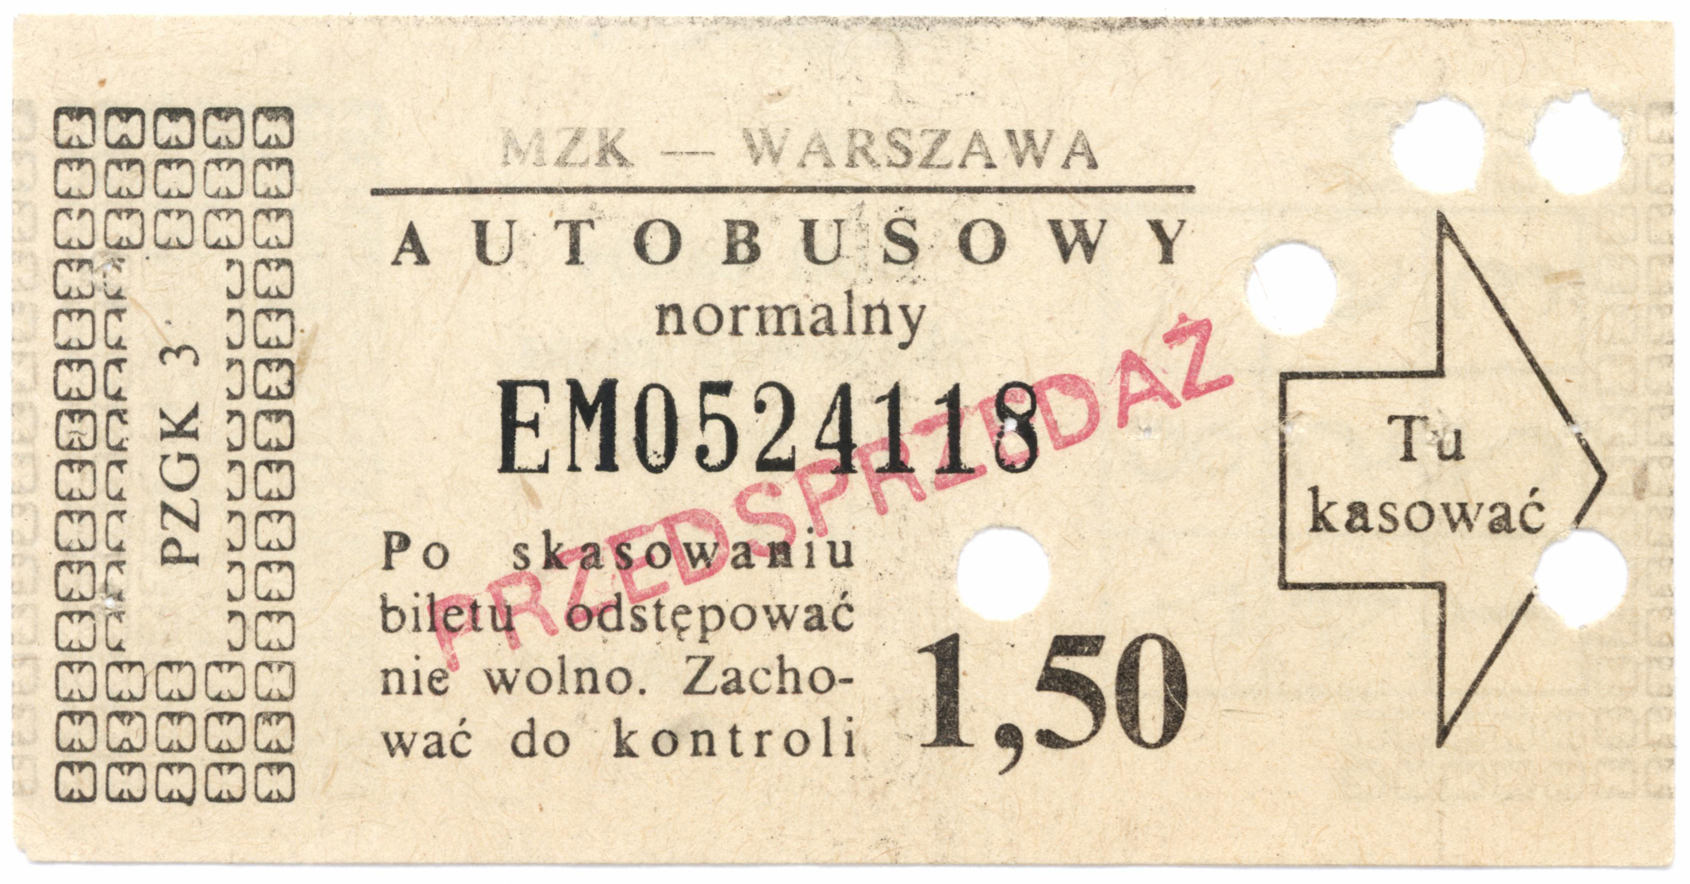 MZK — WARSZAWA
AUTOBUSOWY
normalny
EM0524118
PRZEDSPRZEDAŻ
Po skasowaniu
biletu odstępować
nie wolno. Zacho-
wać do kontroli
1,50
Tu
kasować
PZGK 3